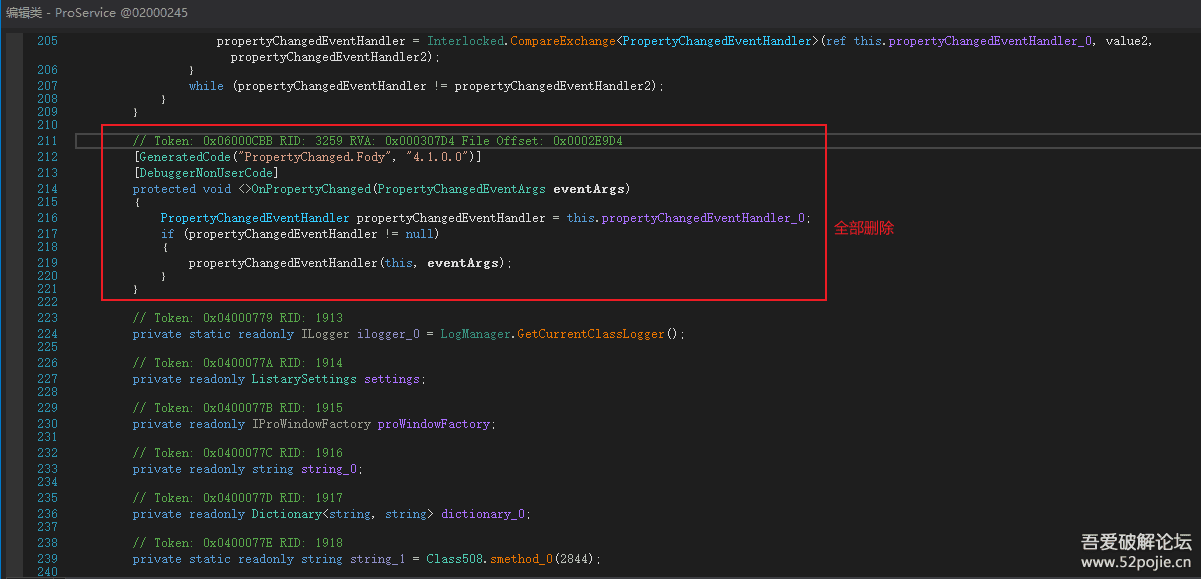 编辑类 - ProService @02000245
205 propertyChangedEventHandler = Interlocked.CompareExchange<PropertyChangedEventHandler>(ref this.propertyChangedEventHandler_0, value2,
propertyChangedEventHandler2);
206 }
207 while (propertyChangedEventHandler != propertyChangedEventHandler2);
208 }
209 }
210
211 // Token: 0x06000CBB RID: 3259 RVA: 0x000307D4 File Offset: 0x0002E9D4
212 [GeneratedCode("PropertyChanged.Fody", "4.1.0.0")]
213 [DebuggerNonUserCode]
214 protected void <>OnPropertyChanged(PropertyChangedEventArgs eventArgs)
215 {
216 PropertyChangedEventHandler propertyChangedEventHandler = this.propertyChangedEventHandler_0;
217 if (propertyChangedEventHandler != null)
218 {
219 propertyChangedEventHandler(this, eventArgs);
220 }
221 }
全部删除
222
223 // Token: 0x04000779 RID: 1913
224 private static readonly ILogger ilogger_0 = LogManager.GetCurrentClassLogger();
225
226 // Token: 0x0400077A RID: 1914
227 private readonly ListarySettings settings;
228
229 // Token: 0x0400077B RID: 1915
230 private readonly IProWindowFactory proWindowFactory;
231
232 // Token: 0x0400077C RID: 1916
233 private readonly string string_0;
234
235 // Token: 0x0400077D RID: 1917
236 private readonly Dictionary<string, string> dictionary_0;
237
238 // Token: 0x0400077E RID: 1918
239 private static readonly string string_1 = Class508.smethod_0(2844);
240
吾爱破解论坛
www.52pojie.cn